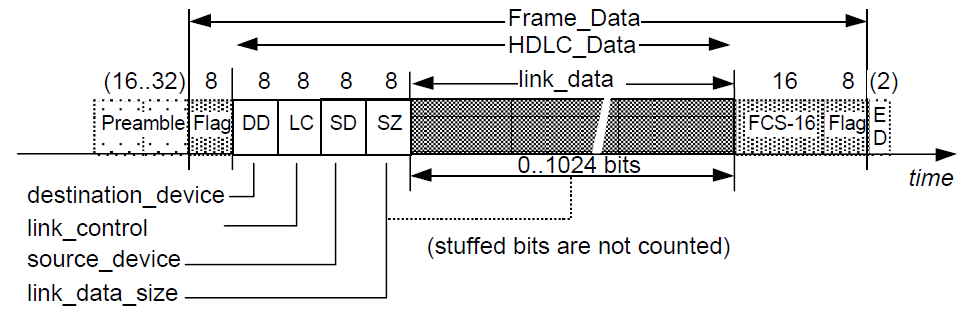 Frame_Data
HDLC_Data
(16..32) 8 8 8 8 8 link_data 16 8 (2)
Preamble Flag DD LC SD SZ FCS-16 Flag ED
0..1024 bits
time
destination_device
link_control
(stuffed bits are not counted)
source_device
link_data_size